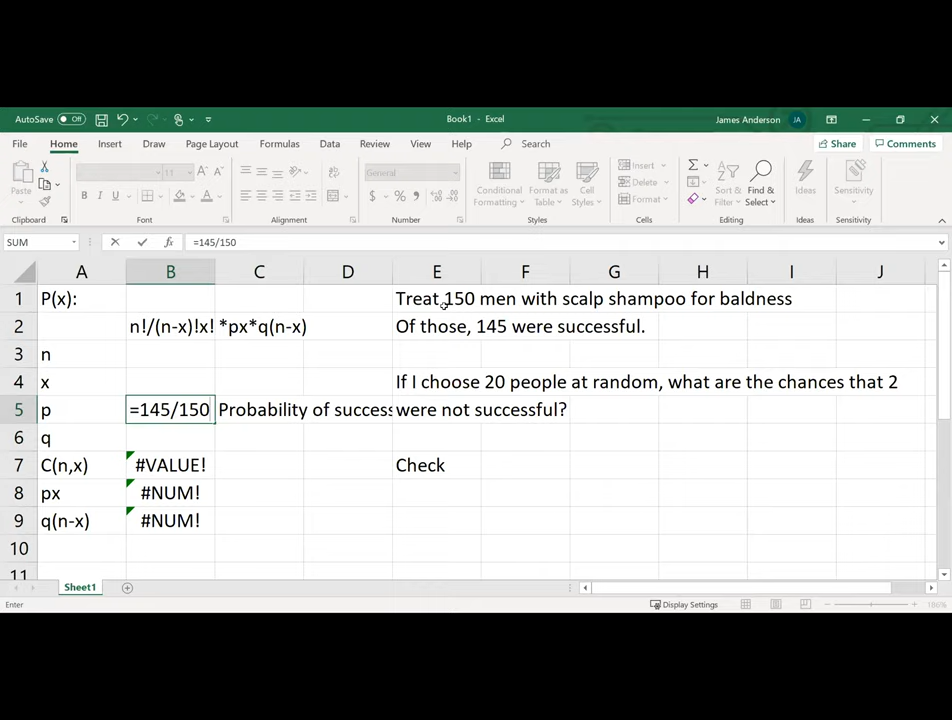 AutoSave Off Book1 - Excel James Anderson JA
File Home Insert Draw Page Layout Formulas Data Review View Help Search Share Comments
Paste 11 General Conditional Formatting Format as Table Cell Styles Insert Delete Format Sort & Filter Find & Select Ideas Sensitivity
Clipboard Font Alignment Number Styles Cells Editing Ideas Sensitivity
SUM fx =145/150
A B C D E F G H I J
1 P(x): Treat 150 men with scalp shampoo for baldness
2 n!/(n-x)!x! *px*q(n-x) Of those, 145 were successful.
3 n
4 x If I choose 20 people at random, what are the chances that 2
5 p =145/150 Probability of success were not successful?
6 q
7 C(n,x) #VALUE! Check
8 px #NUM!
9 q(n-x) #NUM!
10
11
Sheet1
Enter Display Settings 186%